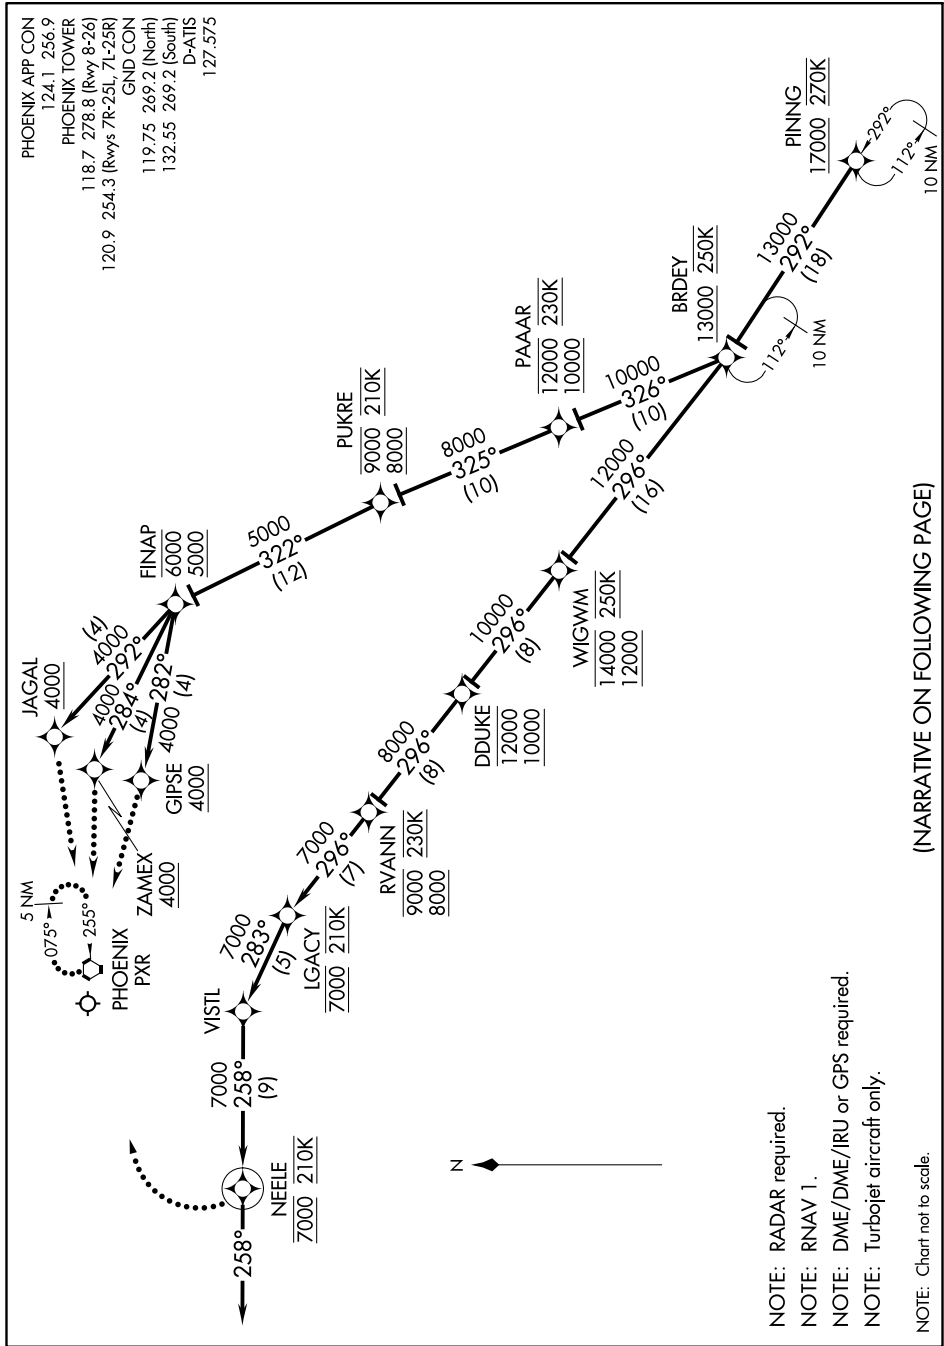 PHOENIX APP CON
124.1 256.9
PHOENIX TOWER
118.7 278.8 (Rwy 8-26)
120.9 254.3 (Rwys 7R-25L, 7L-25R)
GND CON
119.75 269.2 (North)
132.55 269.2 (South)
D-ATIS
127.575
5 NM
075°
255°
PHOENIX
PXR
JAGAL
4000
ZAMEX
4000
GIPSE
4000
(4)
4000
292°
4000
284°
(4)
4000
282°
(4)
FINAP
6000
5000
5000
322°
(12)
PUKRE
9000 210K
8000
8000
325°
(10)
PAAAR
12000 230K
10000
10000
326°
(10)
BRDEY
13000 250K
112°
10 NM
13000
292°
(18)
PINNG
17000 270K
292°
112°
10 NM
12000
296°
(16)
WIGWM
14000 250K
12000
10000
296°
(8)
DDUKE
12000
10000
8000
296°
(8)
RVANN
9000 230K
8000
7000
296°
(7)
LGACY
7000 210K
7000
283°
(5)
VISTL
7000
258°
(9)
NEELE
7000 210K
258°
N
NOTE: RADAR required.
NOTE: RNAV 1.
NOTE: DME/DME/IRU or GPS required.
NOTE: Turbojet aircraft only.
NOTE: Chart not to scale.
(NARRATIVE ON FOLLOWING PAGE)